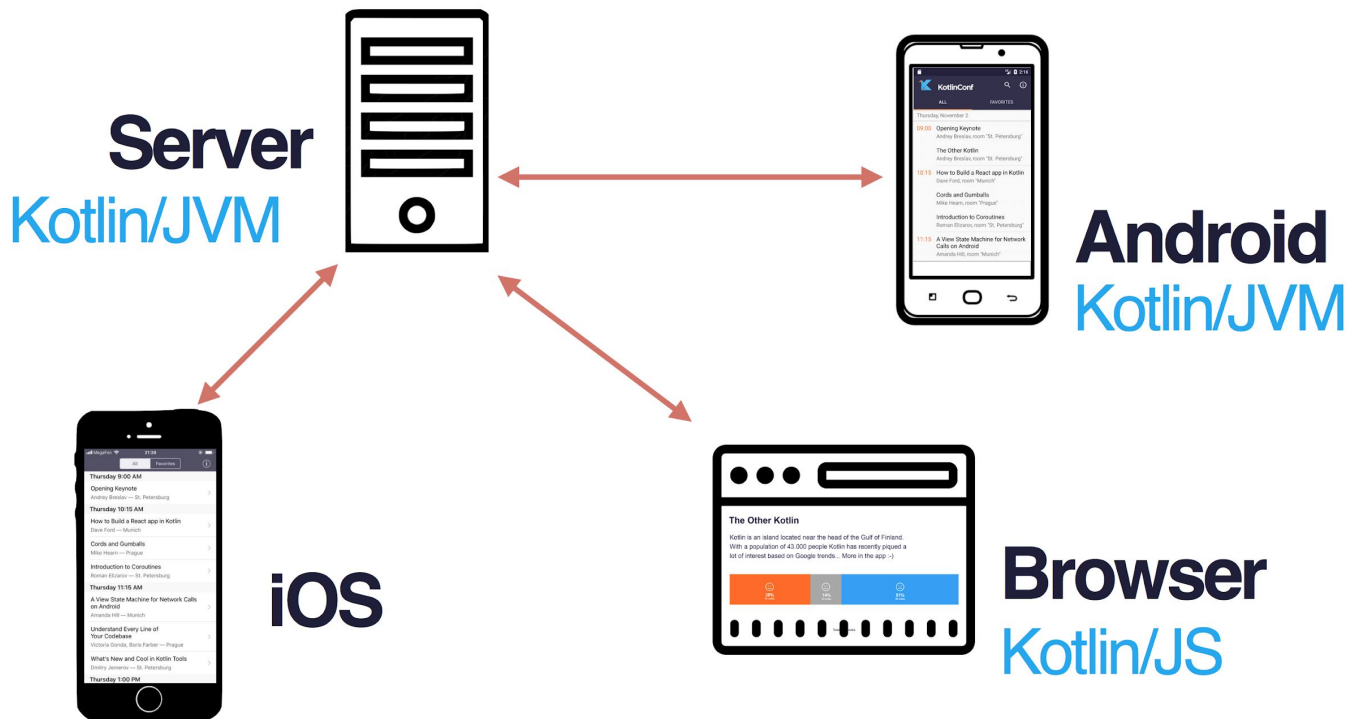 Server
Kotlin/JVM
2:16
KotlinConf
ALL FAVORITES
Thursday, November 2
09:00 Opening Keynote
Andrey Breslav, room "St. Petersburg"
The Other Kotlin
Andrey Breslav, room "St. Petersburg"
10:15 How to Build a React app in Kotlin
Dave Ford, room "Munich"
Cords and Gumballs
Mike Hearn, room "Prague"
Introduction to Coroutines
Roman Elizarov, room "St. Petersburg"
11:15 A View State Machine for Network
Calls on Android
Amanda Hill, room "Munich"
Android
Kotlin/JVM
MegaFon 21:38
All Favorites
Thursday 9:00 AM
Opening Keynote
Andrey Breslav — St. Petersburg
Thursday 10:15 AM
How to Build a React app in Kotlin
Dave Ford — Munich
Cords and Gumballs
Mike Hearn — Prague
Introduction to Coroutines
Roman Elizarov — St. Petersburg
Thursday 11:15 AM
A View State Machine for Network Calls
on Android
Amanda Hill — Munich
Understand Every Line of
Your Codebase
Victoria Gonda, Boris Farber — Prague
What's New and Cool in Kotlin Tools
Dmitry Jemerov — St. Petersburg
Thursday 1:00 PM
iOS
The Other Kotlin
Kotlin is an island located near the head of the Gulf of Finland.
With a population of 43.000 people Kotlin has recently piqued a
lot of interest based on Google trends... More in the app :-)
Browser
Kotlin/JS